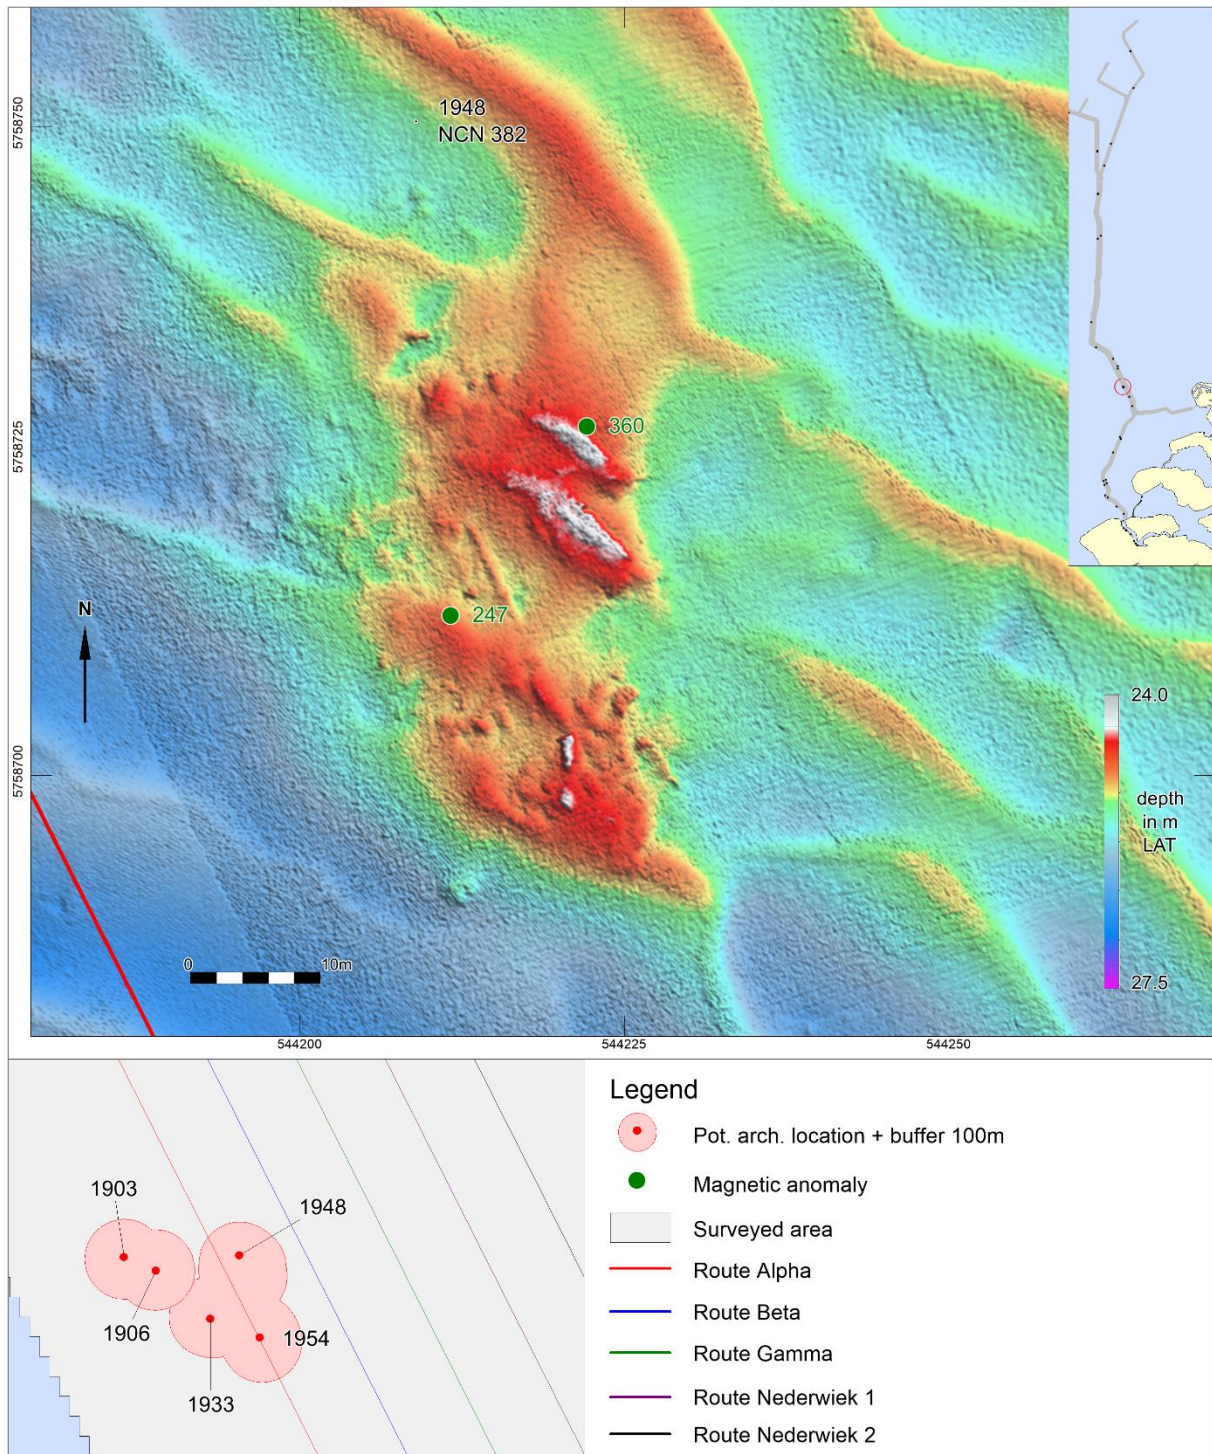 5758750
1948
NCN 382
360
5758725
247
N
24.0
depth
in m
LAT
27.5
5758700
0
10m
544200
544225
544250
1903
1948
1906
1954
1933
Legend
Pot. arch. location + buffer 100m
Magnetic anomaly
Surveyed area
Route Alpha
Route Beta
Route Gamma
Route Nederwiek 1
Route Nederwiek 2